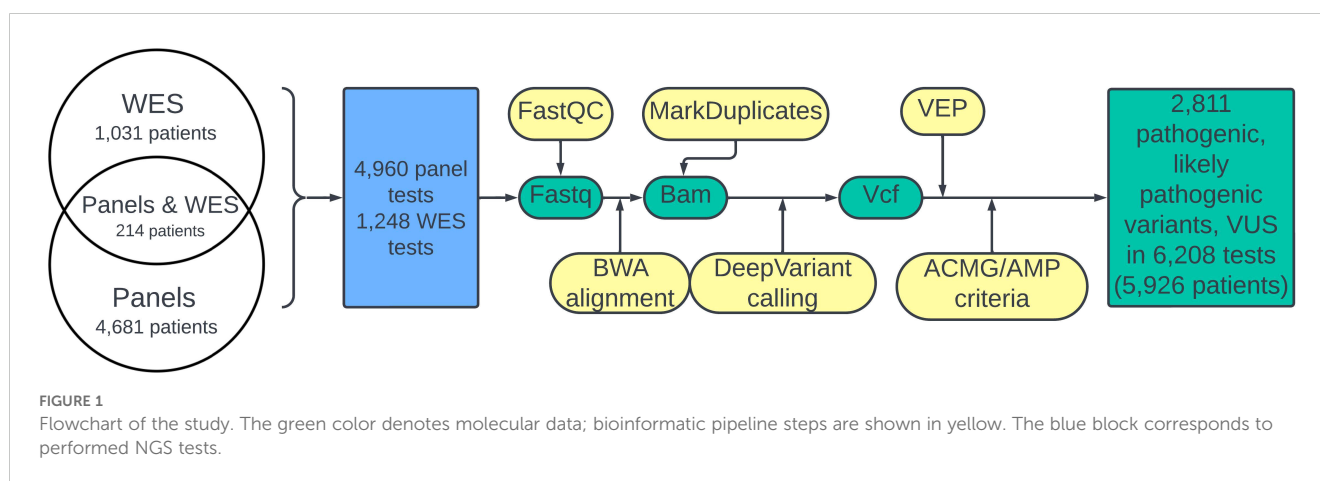 WES
1,031 patients
Panels & WES
214 patients
Panels
4,681 patients
4,960 panel
tests
1,248 WES
tests
FastQC
Fastq
BWA
alignment
MarkDuplicates
Bam
DeepVariant
calling
Vcf
VEP
ACMG/AMP
criteria
2,811
pathogenic,
likely
pathogenic
variants, VUS
in 6,208 tests
(5,926 patients)
FIGURE 1
Flowchart of the study. The green color denotes molecular data; bioinformatic pipeline steps are shown in yellow. The blue block corresponds to
performed NGS tests.